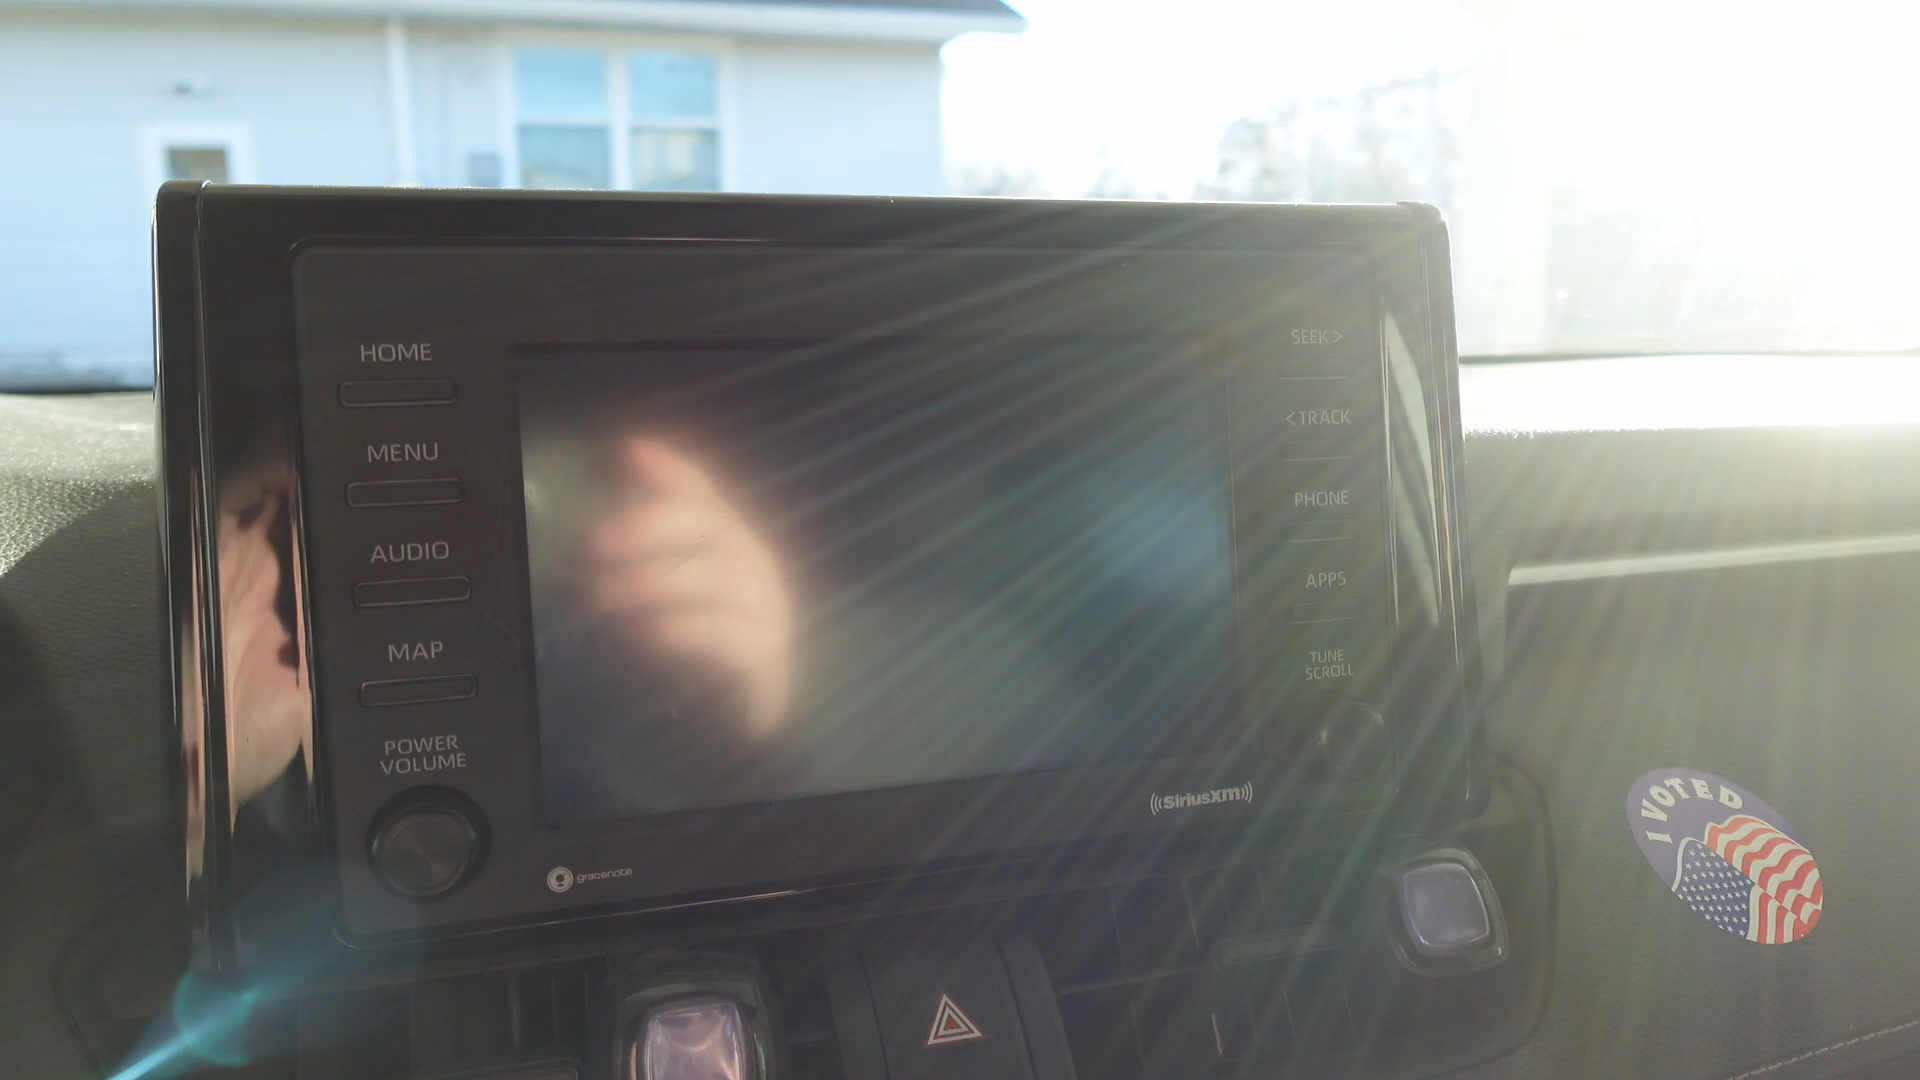 HOME
MENU
AUDIO
MAP
POWER
VOLUME
SEEK >
< TRACK
PHONE
APPS
TUNE
SCROLL
SiriusXM
gracenote
I VOTED